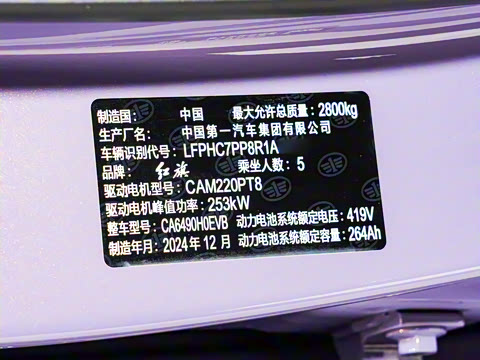 制造国： 中国 最大允许总质量：2800kg
生产厂名： 中国第一汽车集团有限公司
车辆识别代号：LFPHC7PP8R1A
品牌： 红旗 乘坐人数：5
驱动电机型号：CAM220PT8
驱动电机峰值功率：253kW
整车型号：CA6490H0EVB 动力电池系统额定电压：419V
制造年月：2024年12月 动力电池系统额定容量：264Ah